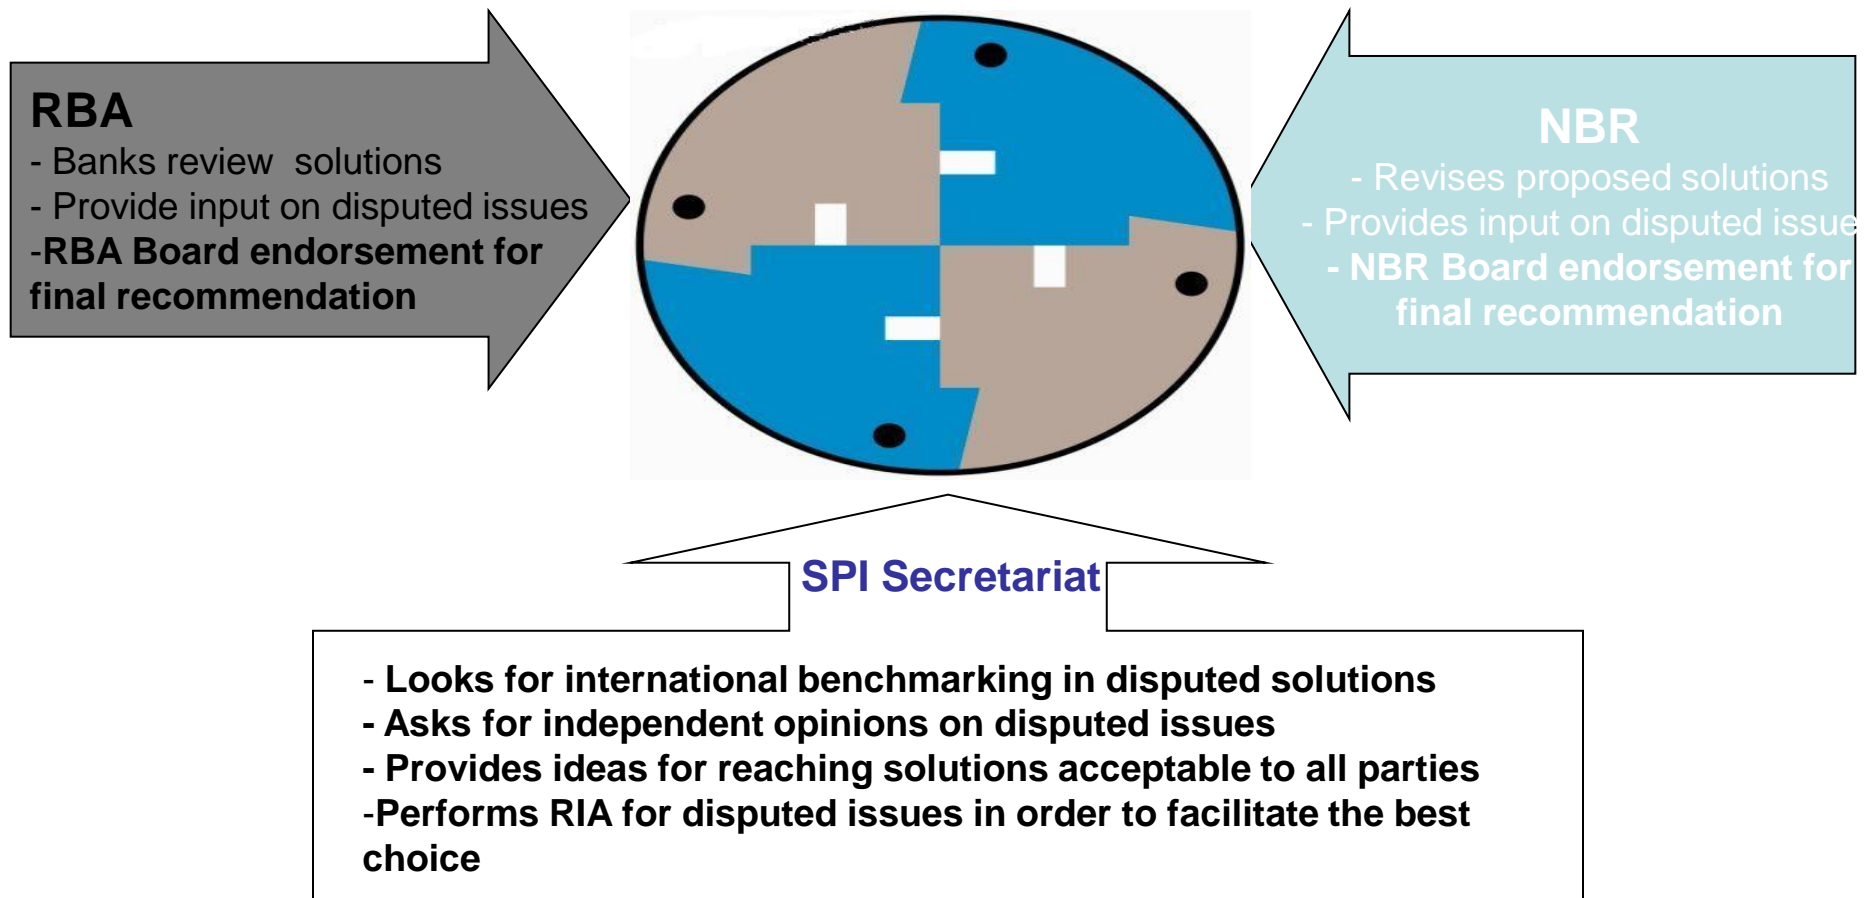 RBA
- Banks review  solutions
- Provide input on disputed issues
-RBA Board endorsement for
final recommendation
NBR
- Revises proposed solutions
- Provides input on disputed issue
- NBR Board endorsement for
final recommendation
SPI Secretariat
- Looks for international benchmarking in disputed solutions
- Asks for independent opinions on disputed issues
- Provides ideas for reaching solutions acceptable to all parties
-Performs RIA for disputed issues in order to facilitate the best
choice